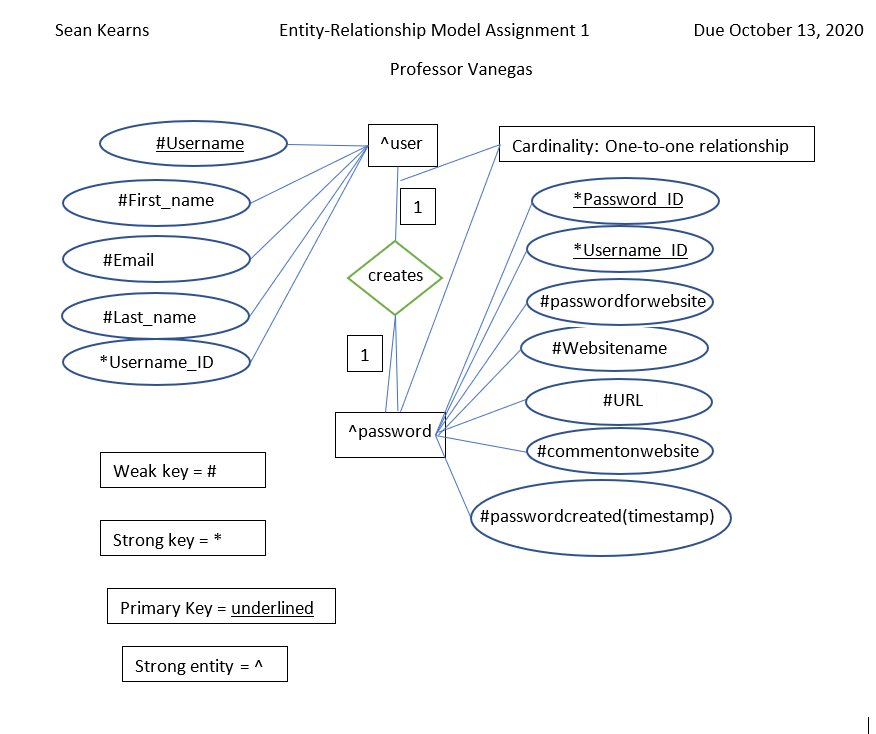 Sean Kearns
Entity-Relationship Model Assignment 1
Due October 13, 2020
Professor Vanegas
#Username
^user
Cardinality: One-to-one relationship
#First_name
1
*Password_ID
*Username_ID
#Email
creates
#passwordforwebsite
#Last_name
1
#Websitename
*Username_ID
#URL
^password
#commentonwebsite
Weak key = #
#passwordcreated(timestamp)
Strong key = *
Primary Key = underlined
Strong entity = ^